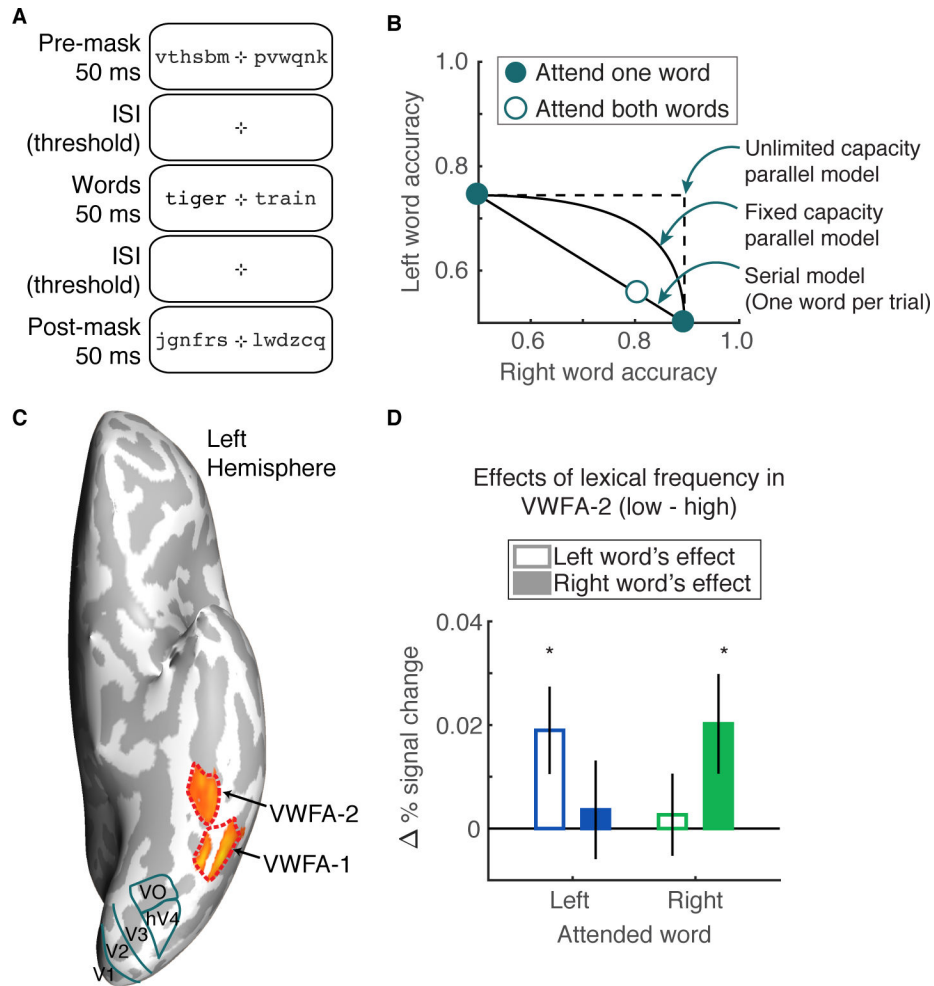 A
Pre-mask
50 ms
vthsbm pvwqnk
ISI
(threshold)
Words
50 ms
tiger train
ISI
(threshold)
Post-mask
50 ms
jgnfrs lwdzcq
B
1.0
0.8
0.6
Left word accuracy
Attend one word
Attend both words
Unlimited capacity
parallel model
Fixed capacity
parallel model
Serial model
(One word per trial)
0.6 0.8 1.0
Right word accuracy
C
Left
Hemisphere
VWFA-2
VWFA-1
VO
hV4
V3
V2
V1
D
Effects of lexical frequency in
VWFA-2 (low - high)
Left word's effect
Right word's effect
0.04
0.02
0
Δ % signal change
* *
Left Right
Attended word